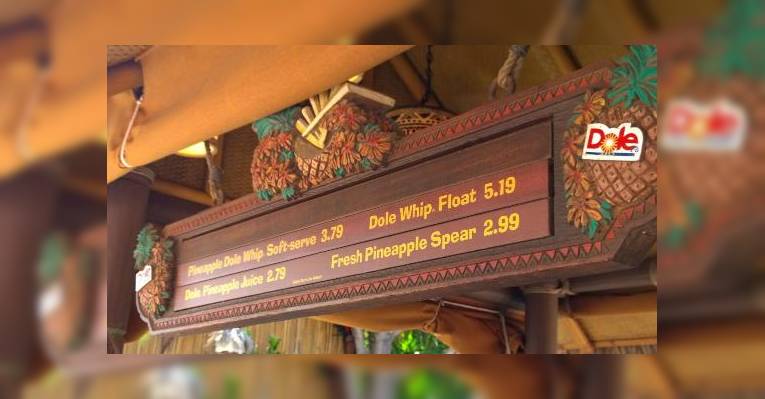 Dole
Pineapple Dole Whip Soft-serve 3.79
Dole Whip Float 5.19
Dole Pineapple Juice 2.79
Fresh Pineapple Spear 2.99